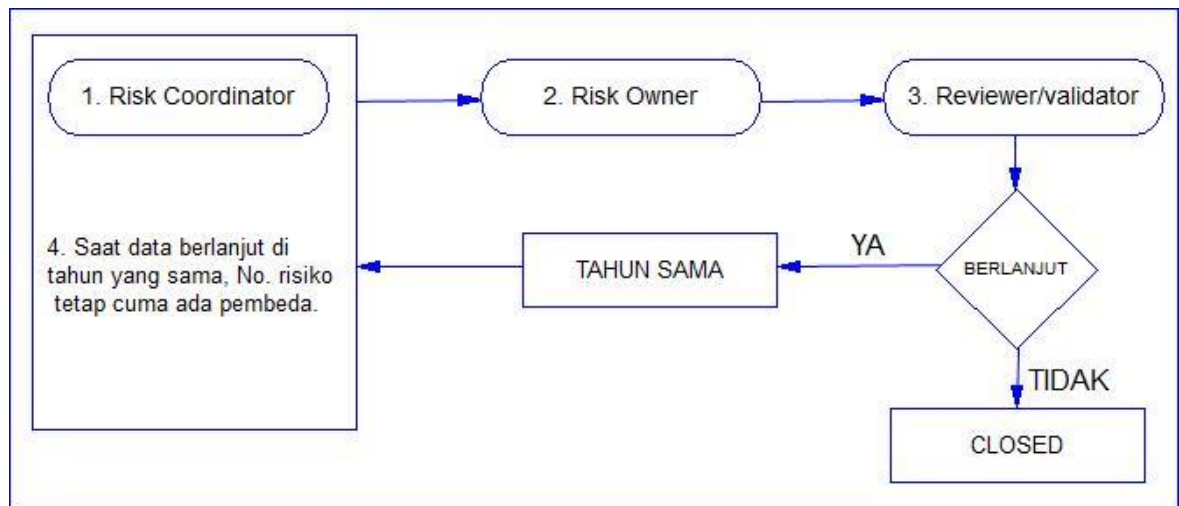 1. Risk Coordinator
2. Risk Owner
3. Reviewer/validator
4. Saat data berlanjut di
tahun yang sama, No. risiko
tetap cuma ada pembeda.
TAHUN SAMA
YA
BERLANJUT
TIDAK
CLOSED